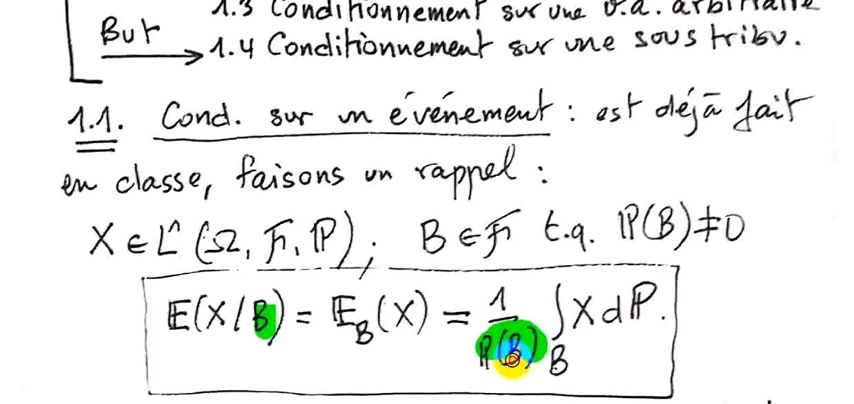 1.3 Conditionnement sur une v.a. arbitraire
But → 1.4 Conditionnement sur une sous tribu.
1.1. Cond. sur un événement : est déjà fait
en classe, faisons un rappel :
X ∈ L¹(Ω, F, ℙ) ; B ∈ F t.q. ℙ(B) ≠ 0
𝔼(X/B) = 𝔼_B(X) = 1/ℙ(B) ∫_B X dℙ.